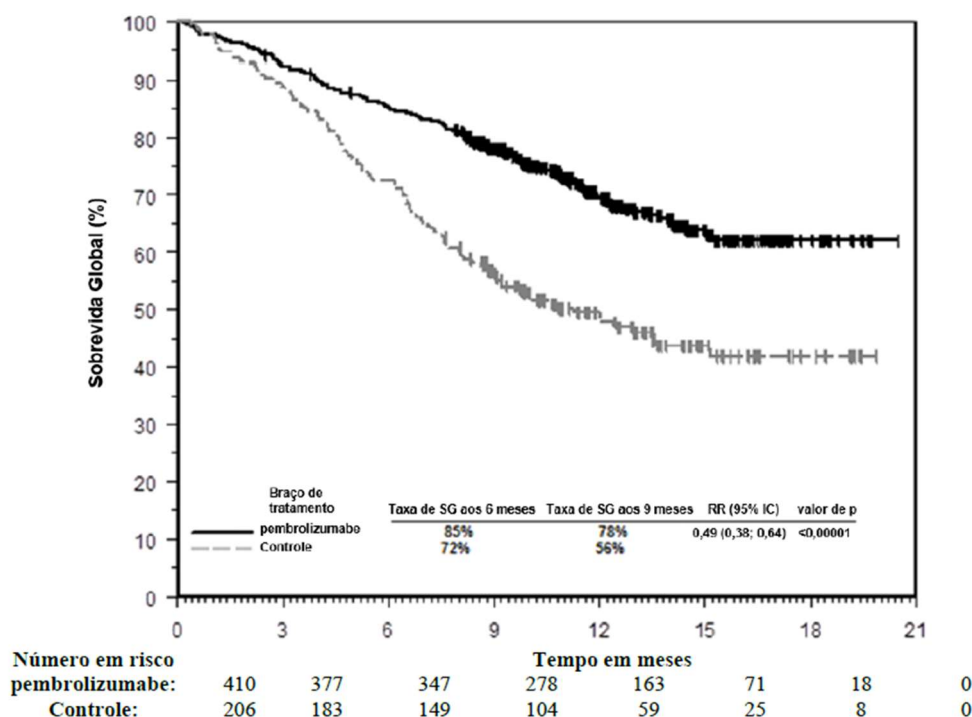 100
90
80
70
60
50
40
30
20
10
0
Sobrevida Global (%)
Braço de
tratamento
Taxa de SG aos 6 meses Taxa de SG aos 9 meses RR (95% IC) valor de p
pembrolizumabe 85% 78% 0,49 (0,38; 0,64) <0,00001
Controle 72% 56%
0 3 6 9 12 15 18 21
Número em risco Tempo em meses
pembrolizumabe: 410 377 347 278 163 71 18 0
Controle: 206 183 149 104 59 25 8 0